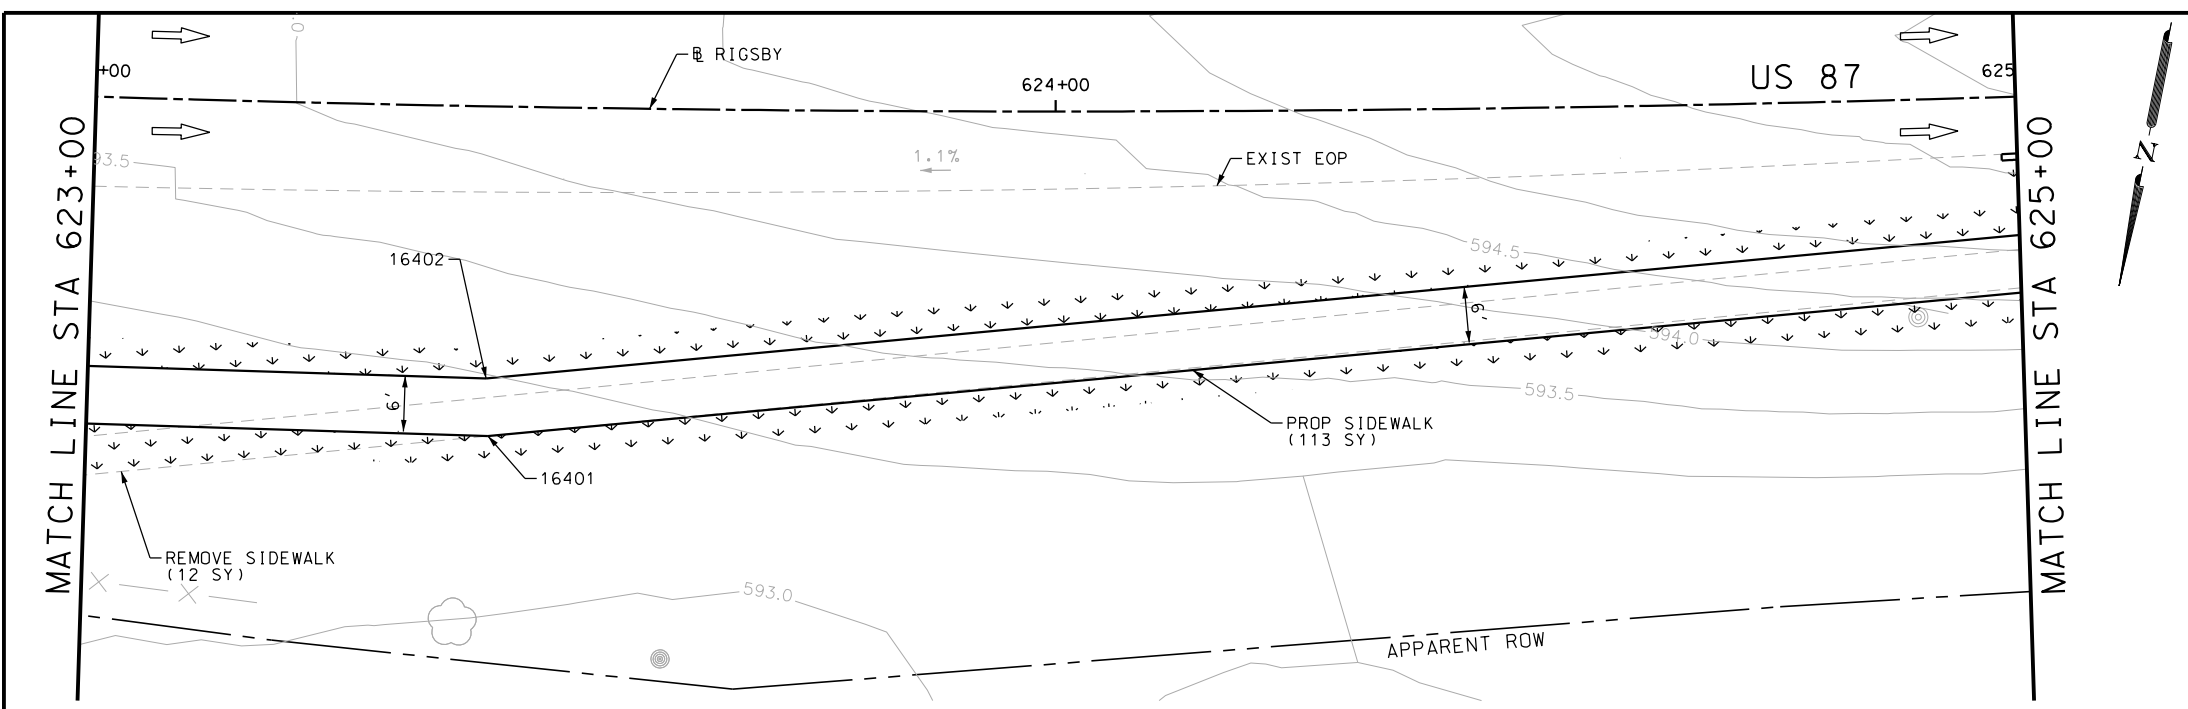 ℄ RIGSBY
+00
624+00
US 87
625
93.5
1.1%
EXIST EOP
MATCH LINE STA 623+00
MATCH LINE STA 625+00
N
16402
594.5
6'
6'
594.0
593.5
PROP SIDEWALK
(113 SY)
16401
REMOVE SIDEWALK
(12 SY)
593.0
APPARENT ROW